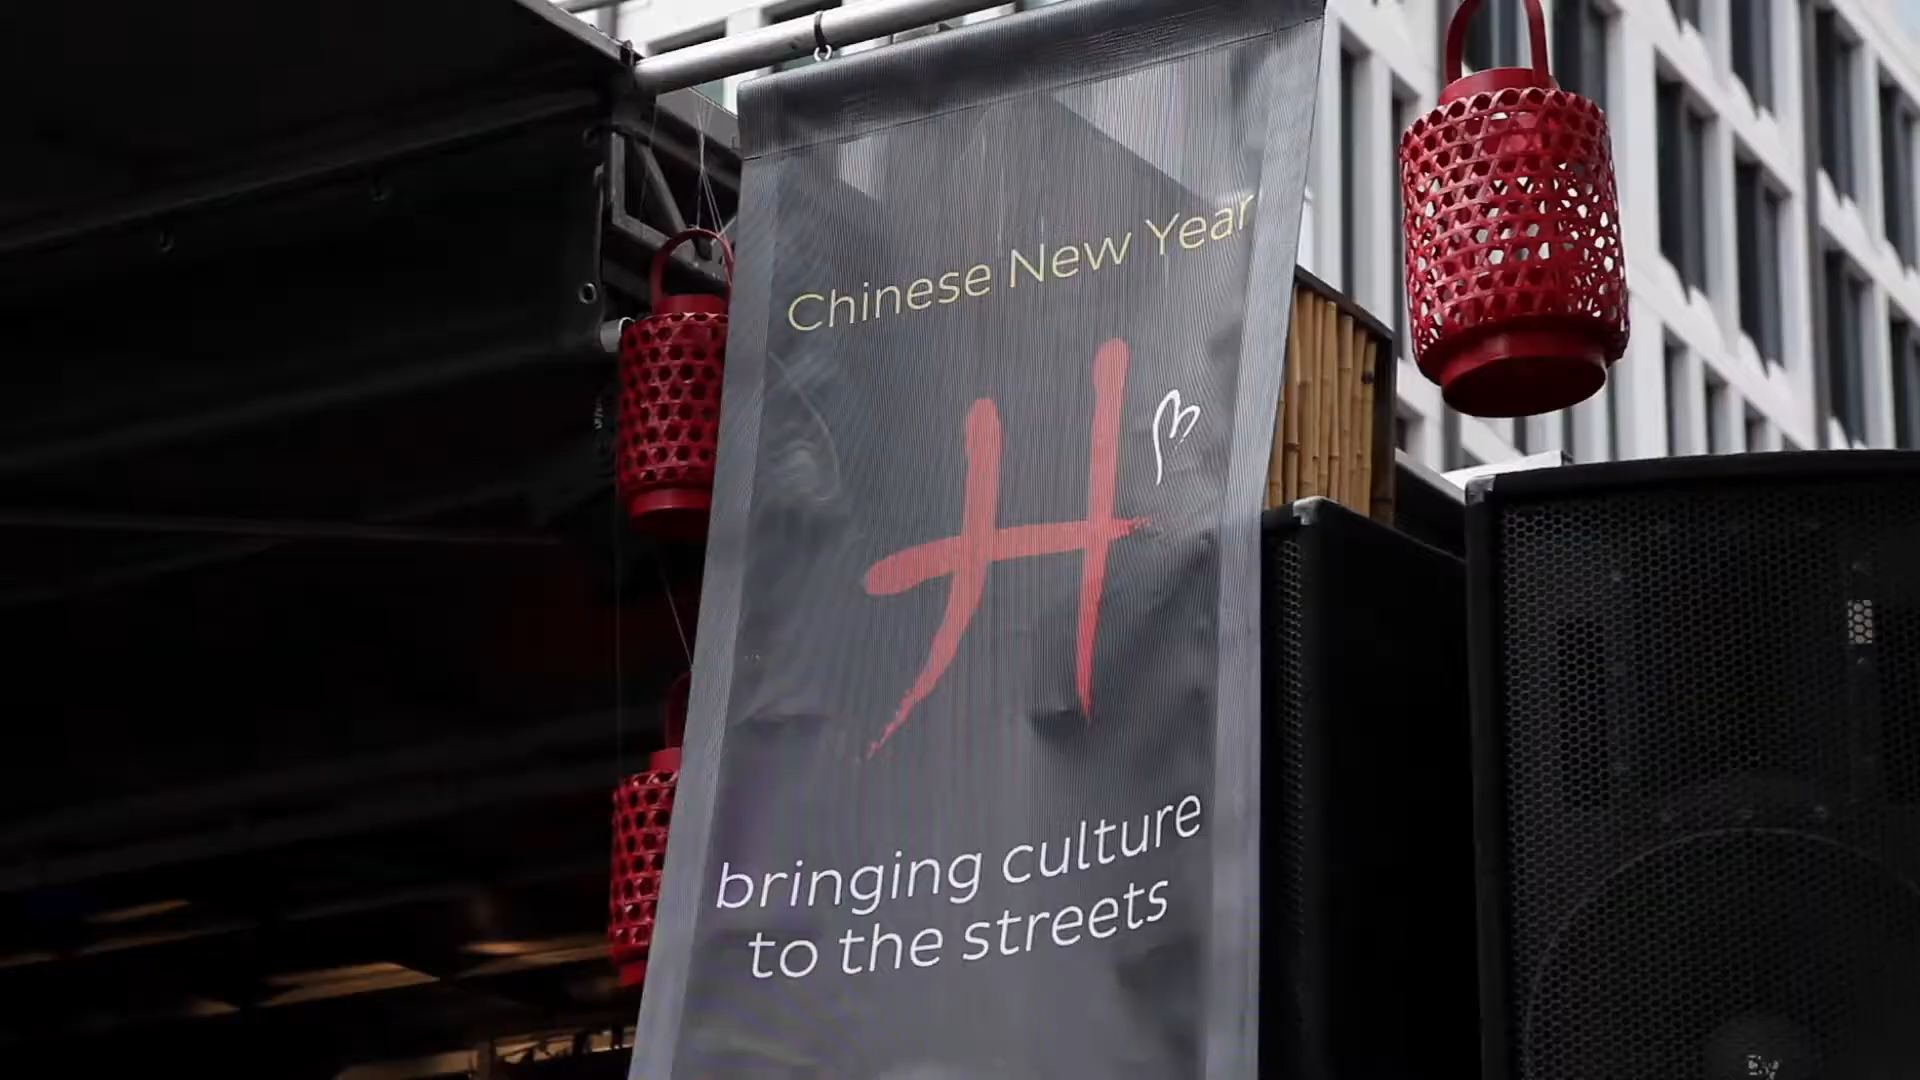 Chinese New Year
H
bringing culture
to the streets